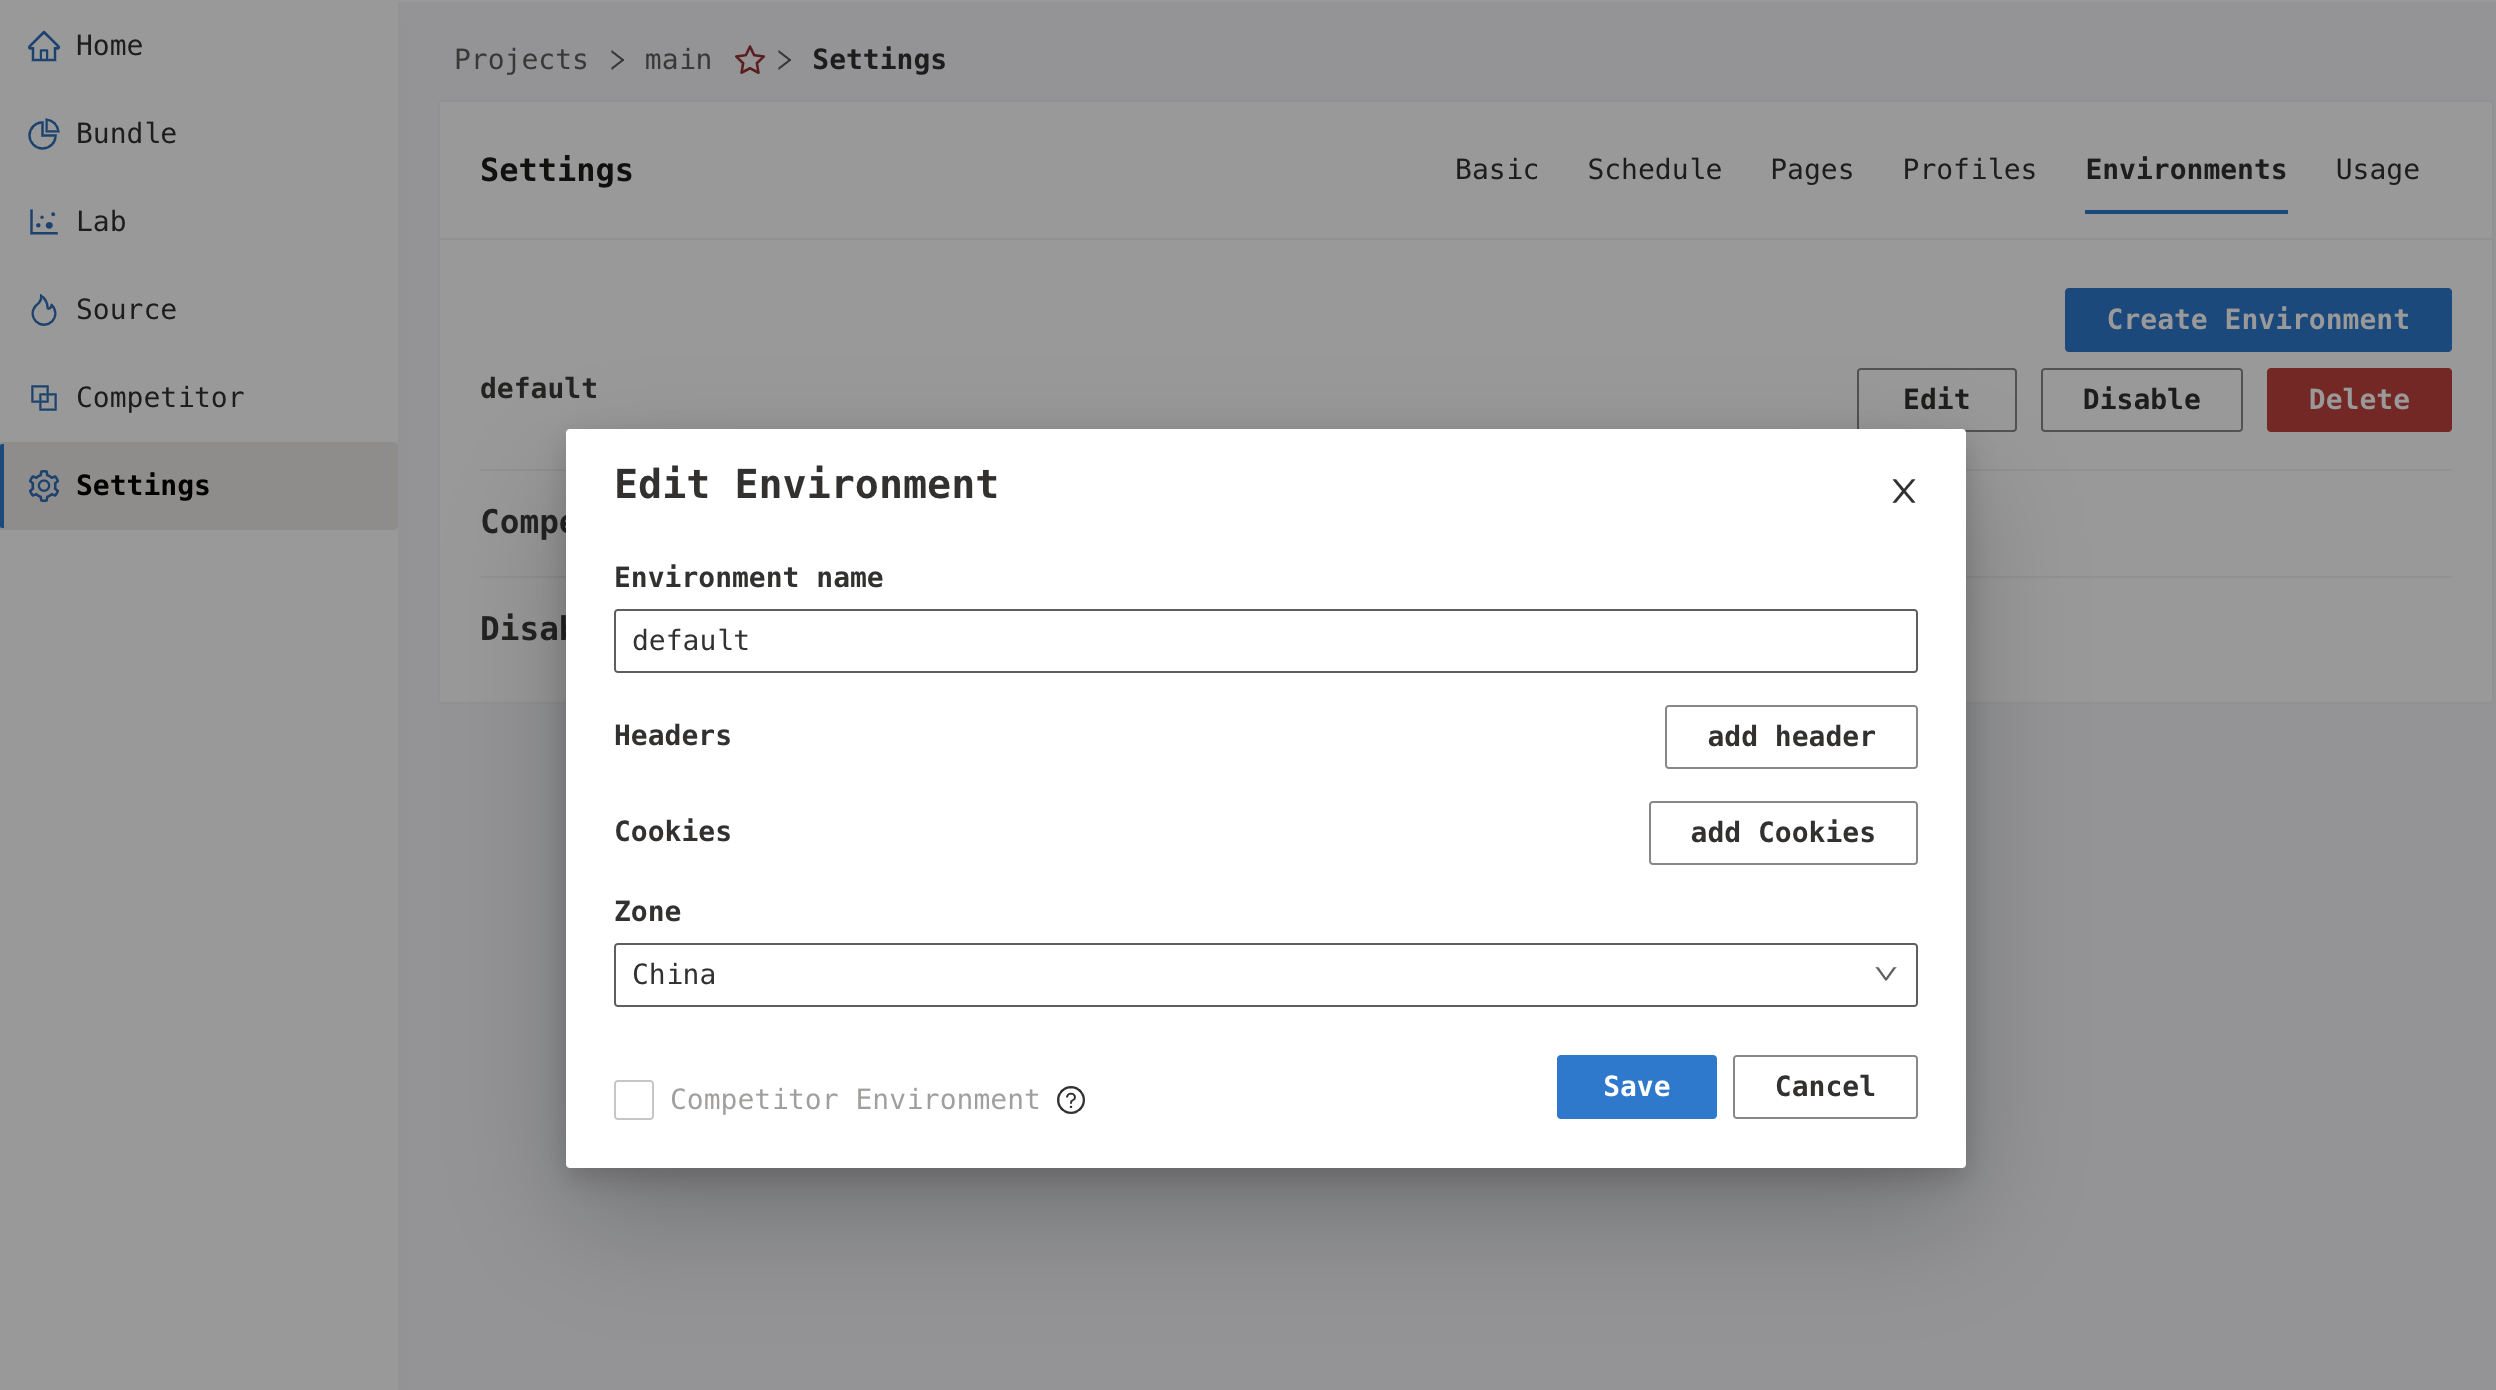 Home
Bundle
Lab
Source
Competitor
Settings
Projects > main > Settings
Settings
Basic Schedule Pages Profiles Environments Usage
Create Environment
default
Edit Disable Delete
Edit Environment
X
Environment name
default
Headers
add header
Cookies
add Cookies
Zone
China
Competitor Environment ?
Save Cancel